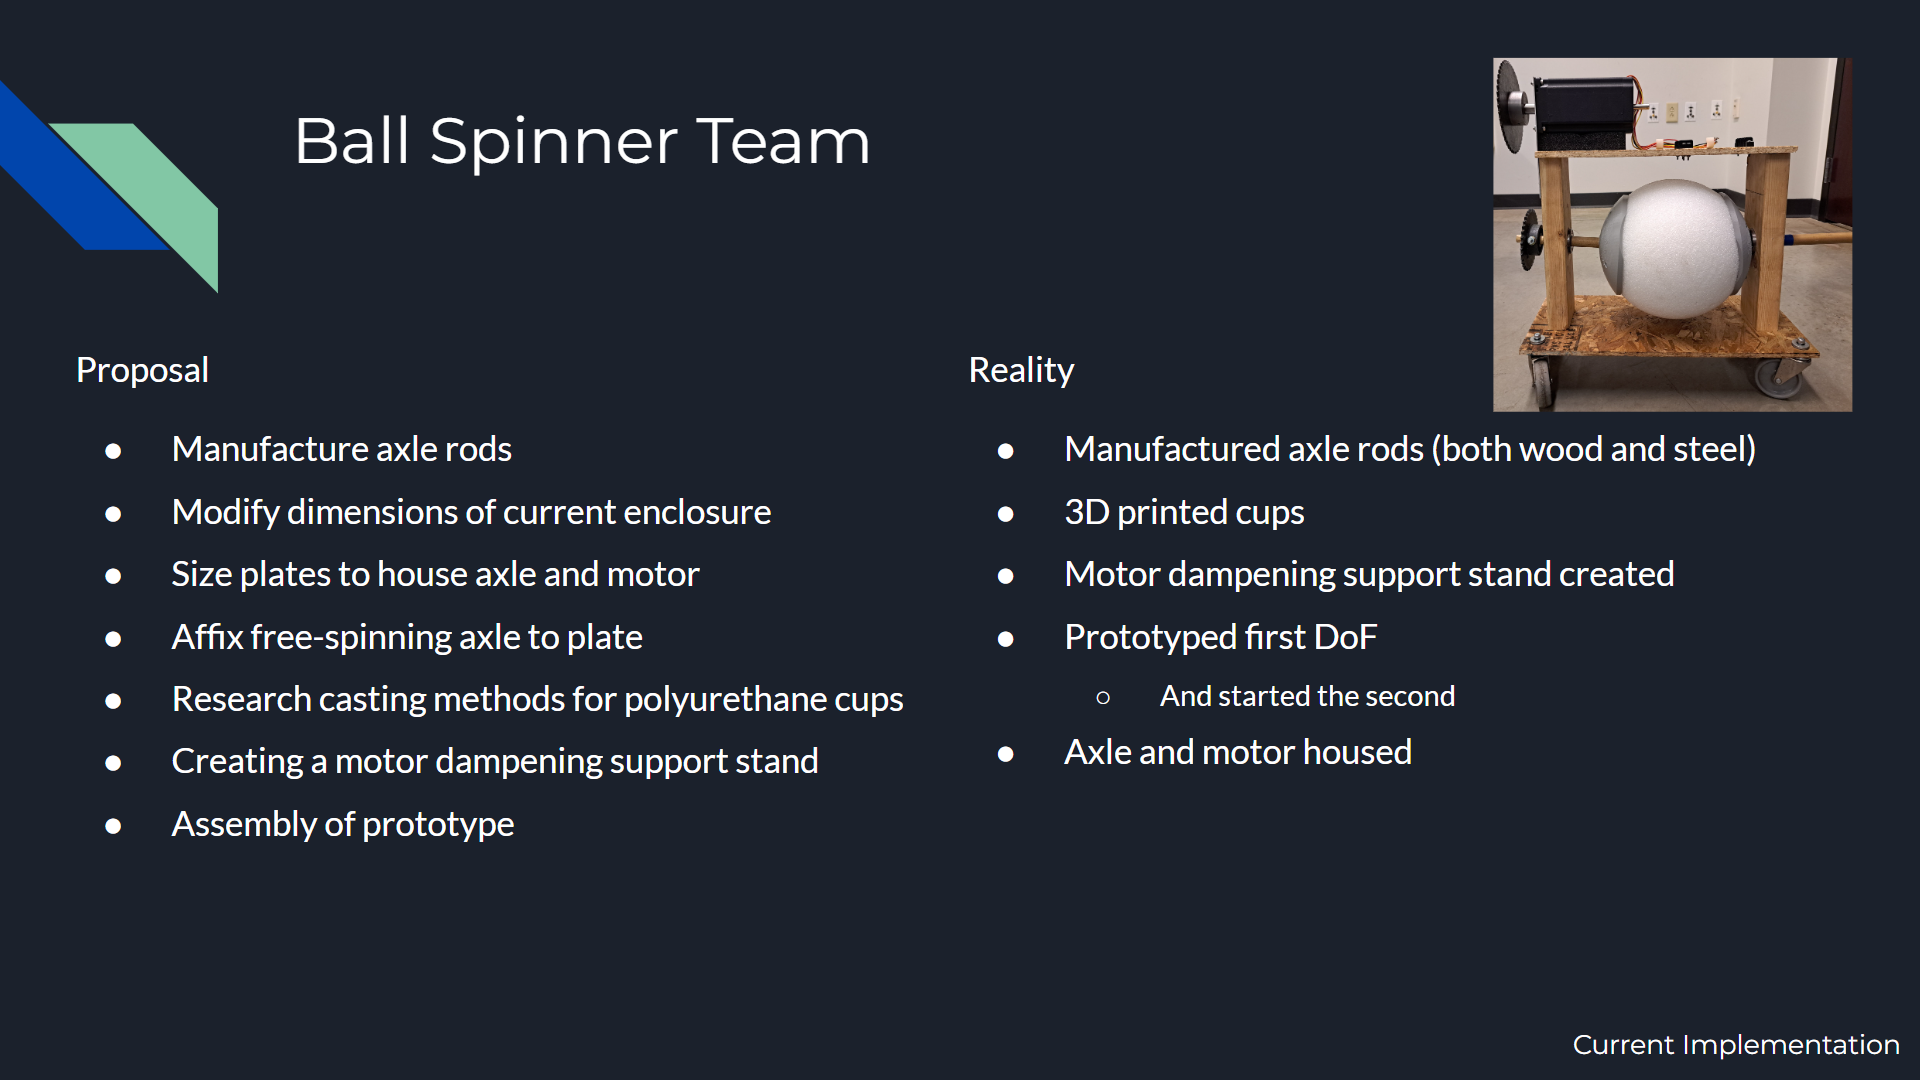 Ball Spinner Team
Proposal
● Manufacture axle rods
● Modify dimensions of current enclosure
● Size plates to house axle and motor
● Affix free-spinning axle to plate
● Research casting methods for polyurethane cups
● Creating a motor dampening support stand
● Assembly of prototype
Reality
● Manufactured axle rods (both wood and steel)
● 3D printed cups
● Motor dampening support stand created
● Prototyped first DoF
○ And started the second
● Axle and motor housed
Current Implementation